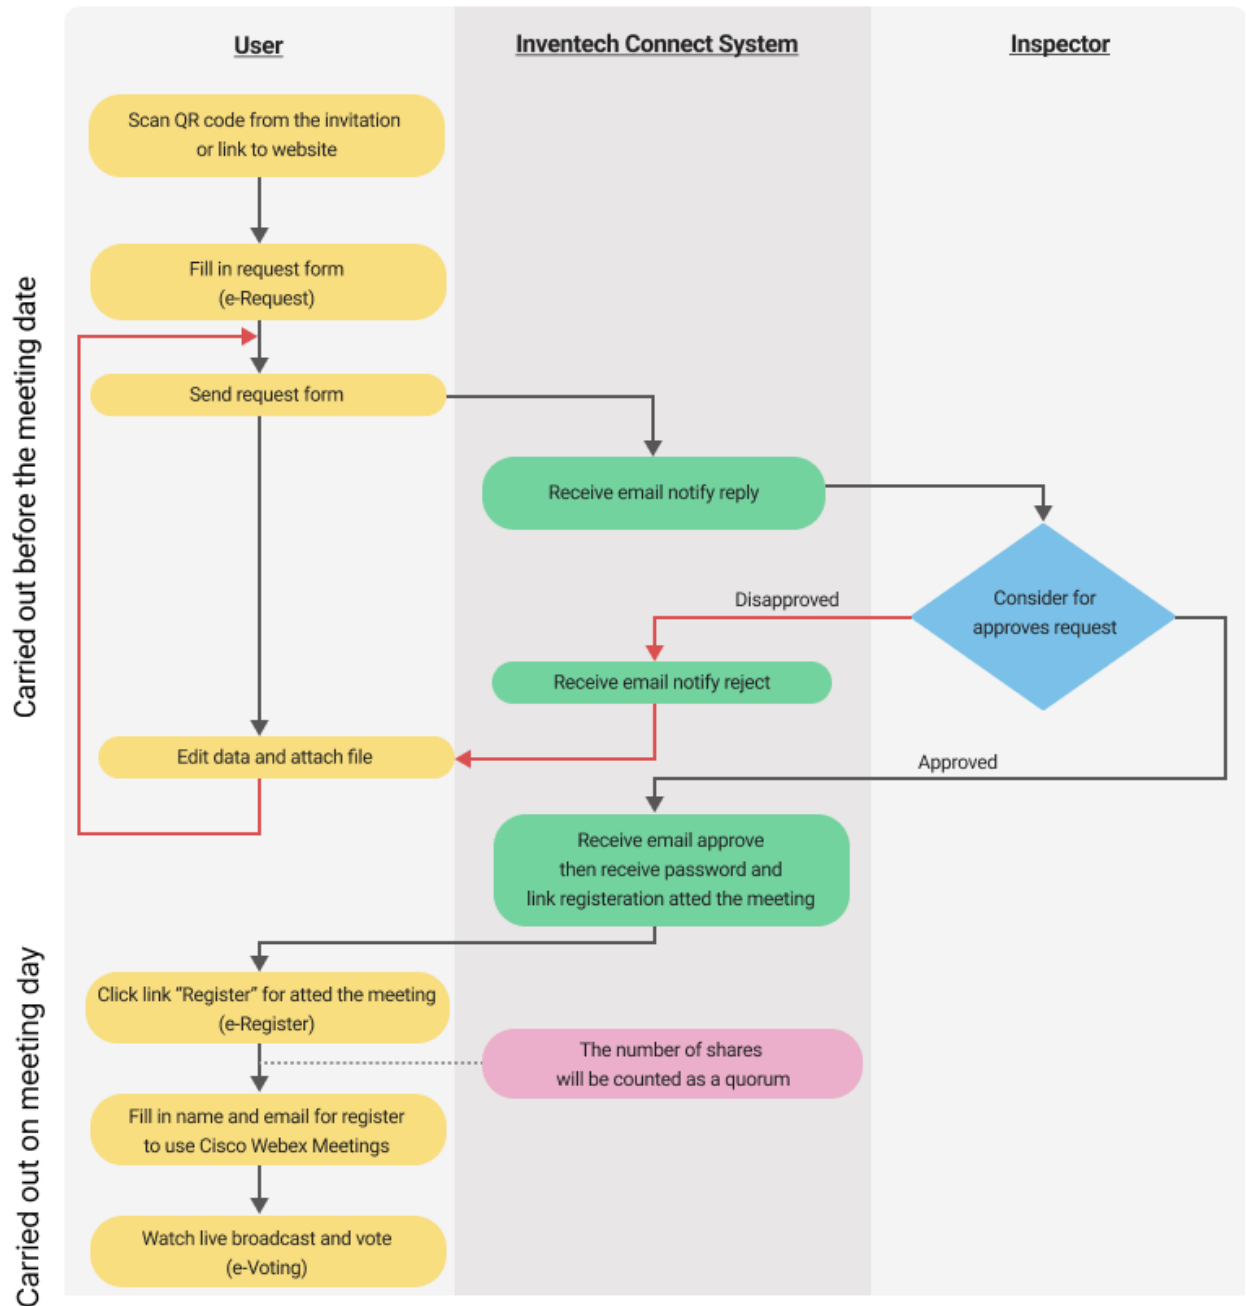 User
Inventech Connect System
Inspector
Carried out before the meeting date
Scan QR code from the invitation
or link to website
Fill in request form
(e-Request)
Send request form
Receive email notify reply
Consider for
approves request
Disapproved
Receive email notify reject
Edit data and attach file
Approved
Receive email approve
then receive password and
link registeration atted the meeting
Carried out on meeting day
Click link “Register” for atted the meeting
(e-Register)
The number of shares
will be counted as a quorum
Fill in name and email for register
to use Cisco Webex Meetings
Watch live broadcast and vote
(e-Voting)